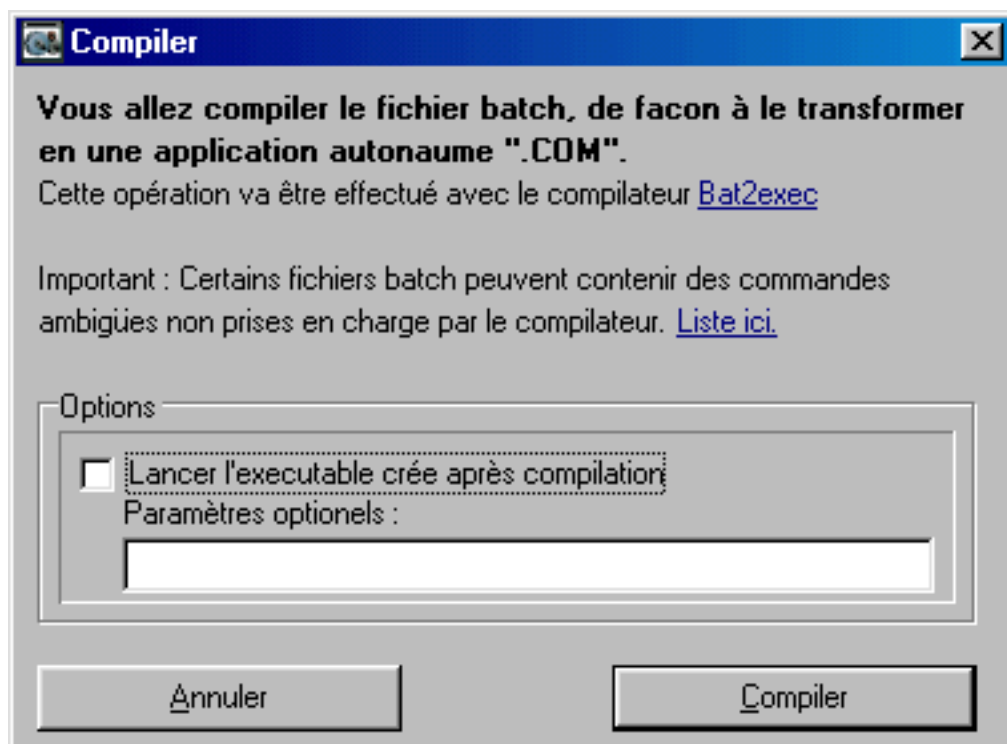 Compiler
Vous allez compiler le fichier batch, de facon à le transformer
en une application autonaume ".COM".
Cette opération va être effectué avec le compilateur Bat2exec
Important : Certains fichiers batch peuvent contenir des commandes
ambigües non prises en charge par le compilateur. Liste ici.
Options
Lancer l'executable crée après compilation
Paramètres optionels :
Annuler
Compiler